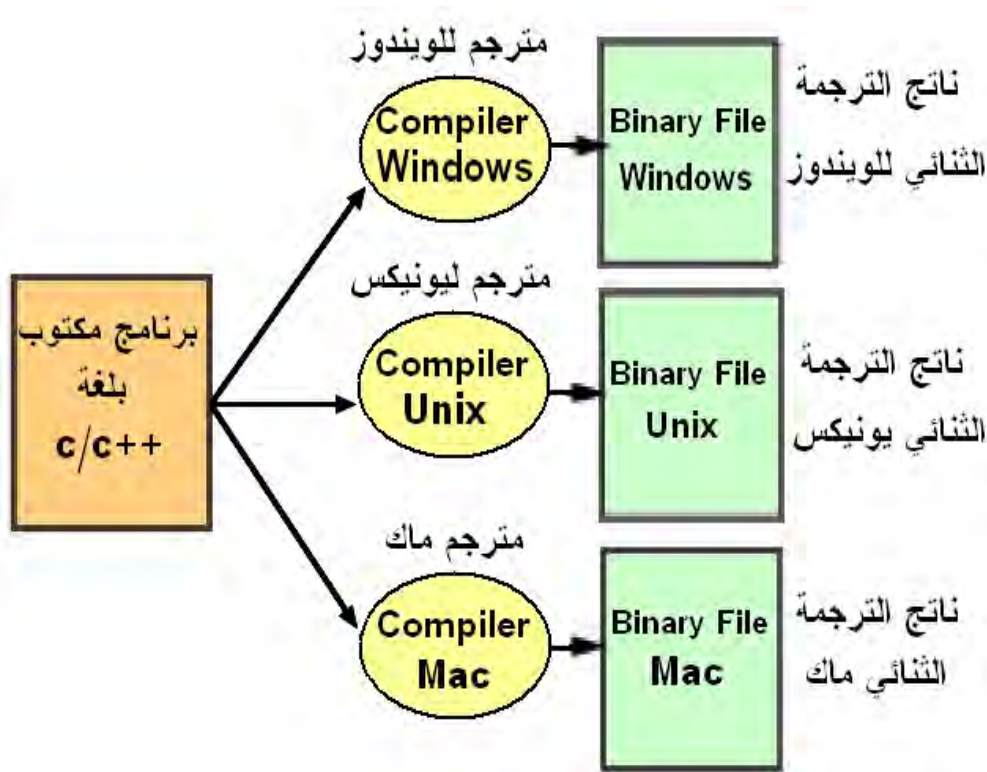 برنامج مكتوب
بلغة
c/c++
مترجم للويندوز
Compiler
Windows
Binary File
Windows
ناتج الترجمة
الثنائي للويندوز
مترجم ليونيكس
Compiler
Unix
Binary File
Unix
ناتج الترجمة
الثنائي يونيكس
مترجم ماك
Compiler
Mac
Binary File
Mac
ناتج الترجمة
الثنائي ماك